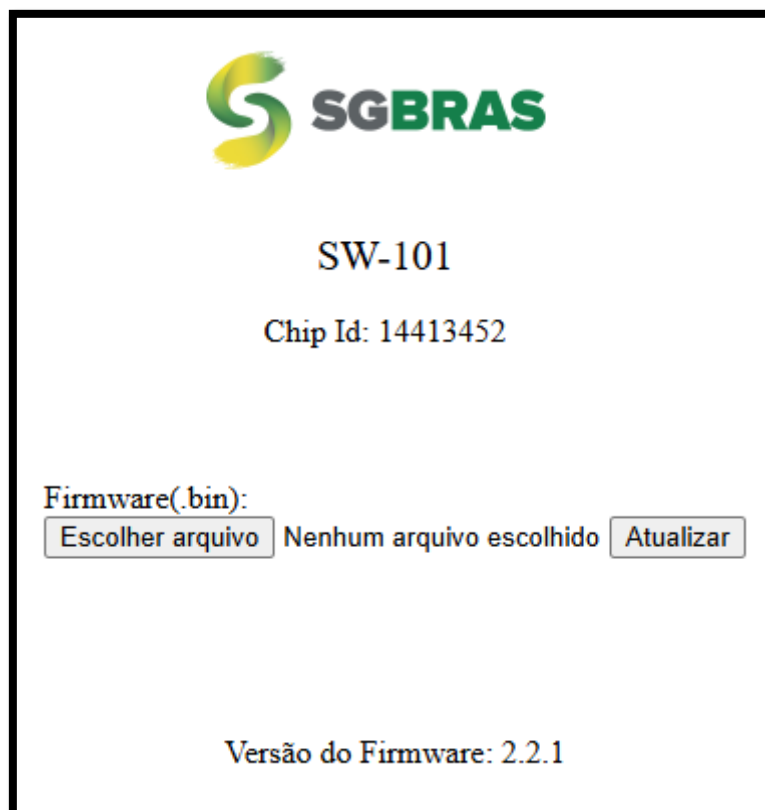 SGBRAS
SW-101
Chip Id: 14413452
Firmware(.bin):
Escolher arquivo Nenhum arquivo escolhido Atualizar
Versão do Firmware: 2.2.1